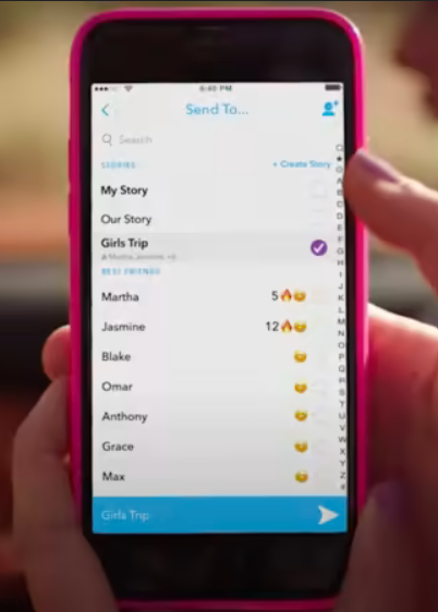 6:40 PM
Send To...
Search
STORIES + Create Story
My Story
Our Story
Girls Trip
Martha, Jasmine, +6
BEST FRIENDS
Martha 5🔥😊
Jasmine 12🔥😊
Blake 😊
Omar 😊
Anthony 😊
Grace 😊
Max 😊
Girls Trip
A
B
C
D
E
F
G
H
I
J
K
L
M
N
O
P
Q
R
S
T
U
V
W
X
Y
Z
#